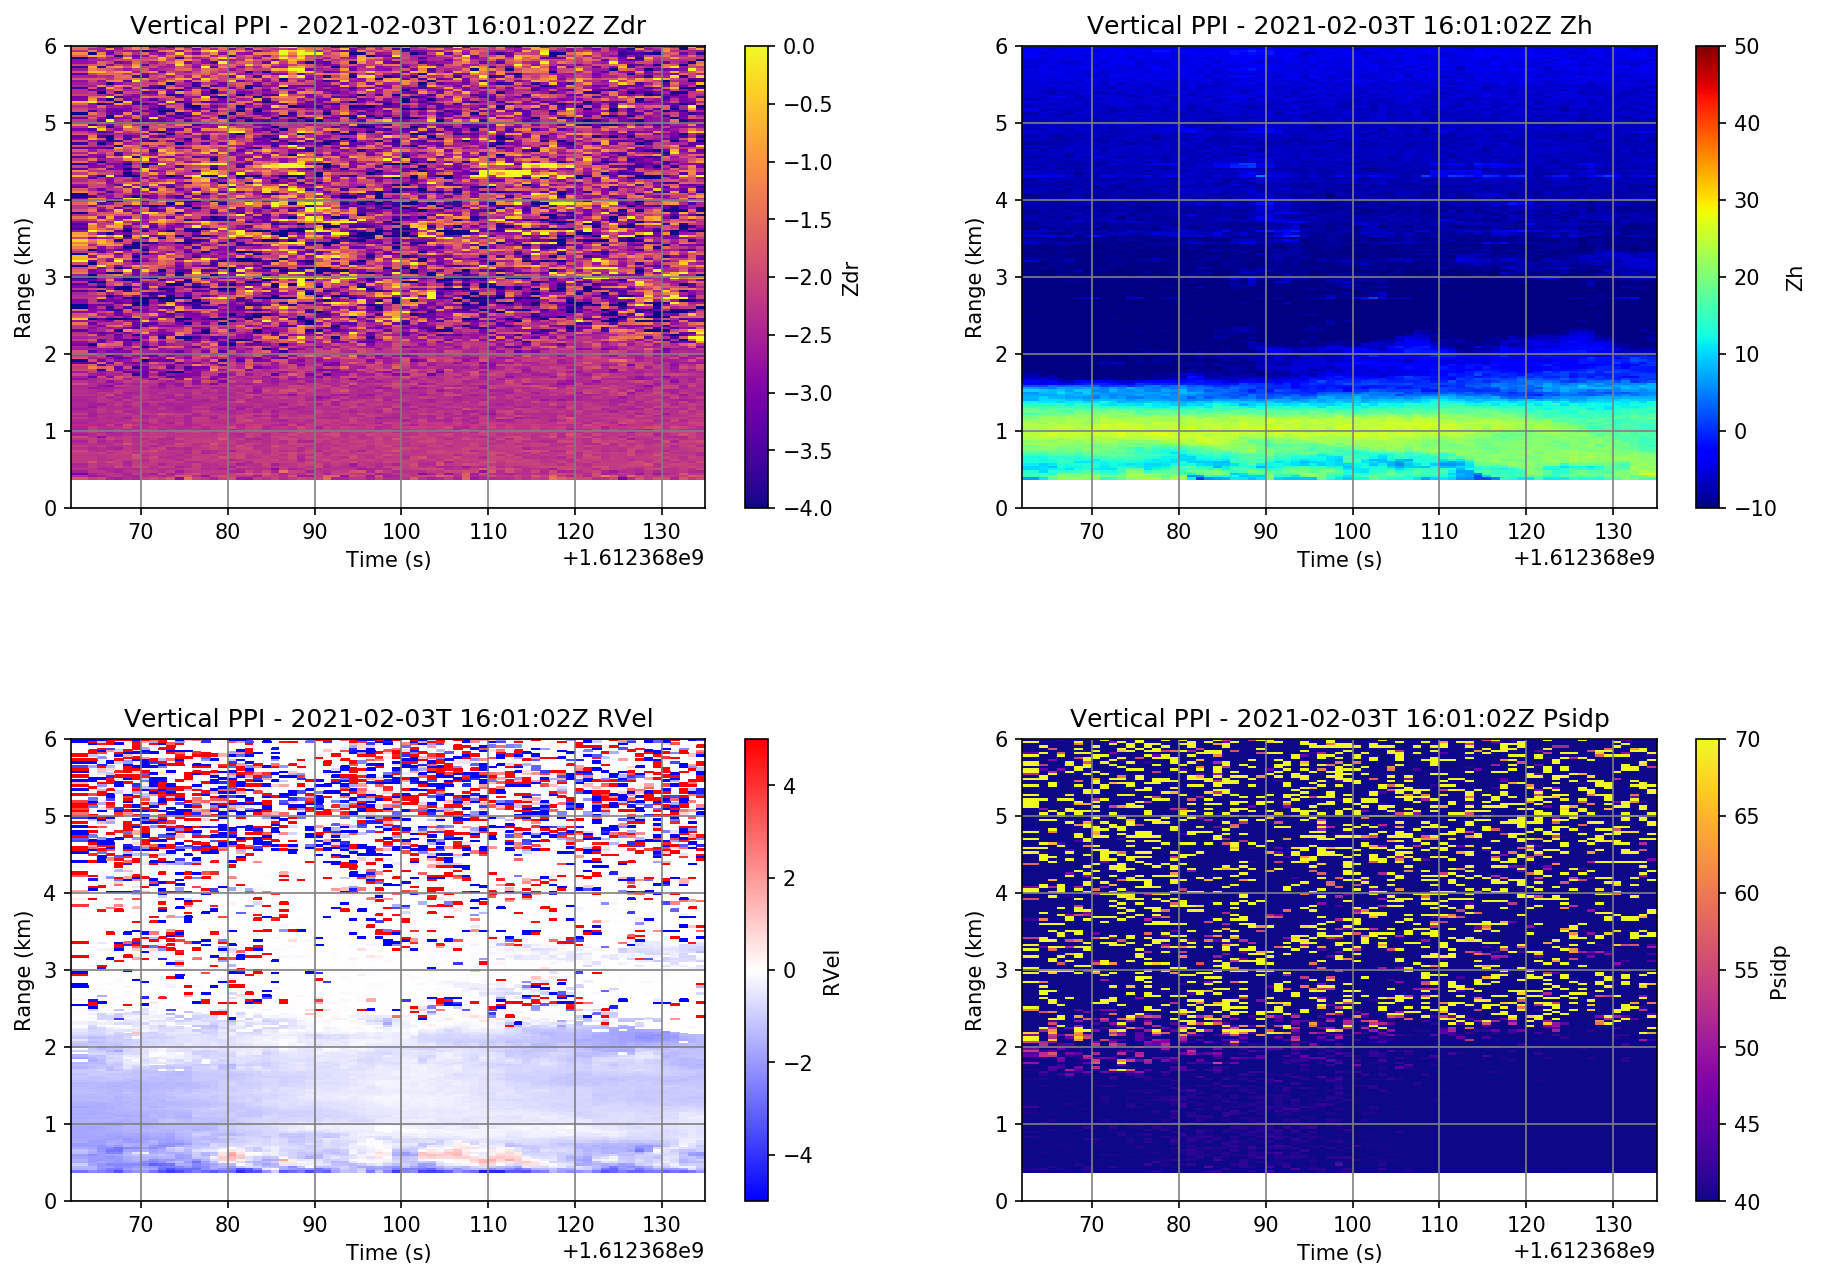 Vertical PPI - 2021-02-03T 16:01:02Z Zdr
6
5
4
3
2
1
0
Range (km)
70 80 90 100 110 120 130
Time (s)
+1.612368e9
0.0
−0.5
−1.0
−1.5
−2.0
−2.5
−3.0
−3.5
−4.0
Zdr
Vertical PPI - 2021-02-03T 16:01:02Z Zh
6
5
4
3
2
1
0
Range (km)
70 80 90 100 110 120 130
Time (s)
+1.612368e9
50
40
30
20
10
0
−10
Zh
Vertical PPI - 2021-02-03T 16:01:02Z RVel
6
5
4
3
2
1
0
Range (km)
70 80 90 100 110 120 130
Time (s)
+1.612368e9
4
2
0
−2
−4
RVel
Vertical PPI - 2021-02-03T 16:01:02Z Psidp
6
5
4
3
2
1
0
Range (km)
70 80 90 100 110 120 130
Time (s)
+1.612368e9
70
65
60
55
50
45
40
Psidp